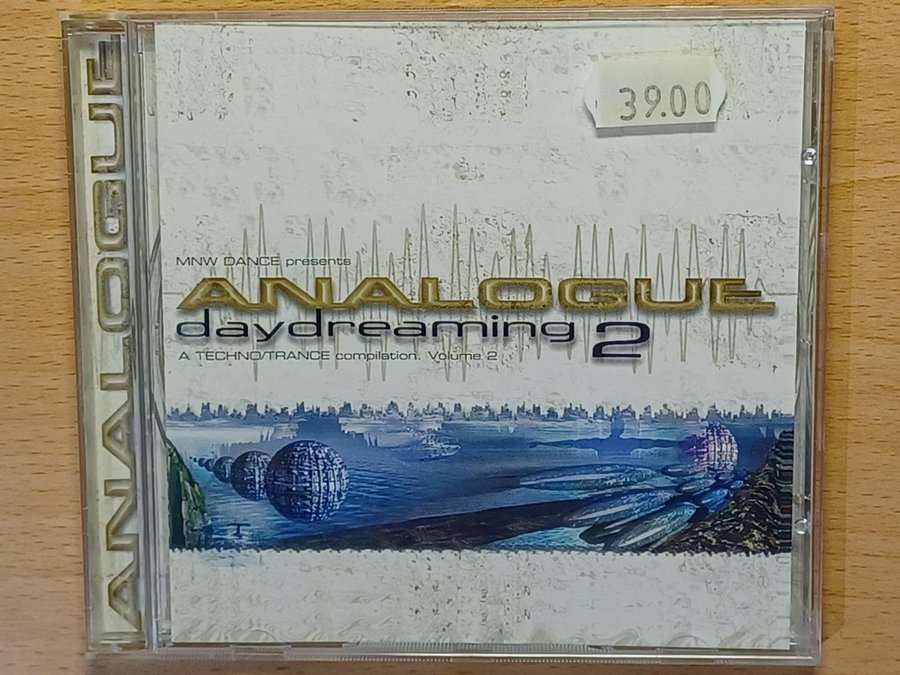 ANALOGUE
39.00
MNW DANCE presents
ANALOGUE
daydreaming 2
A TECHNO/TRANCE compilation. Volume 2